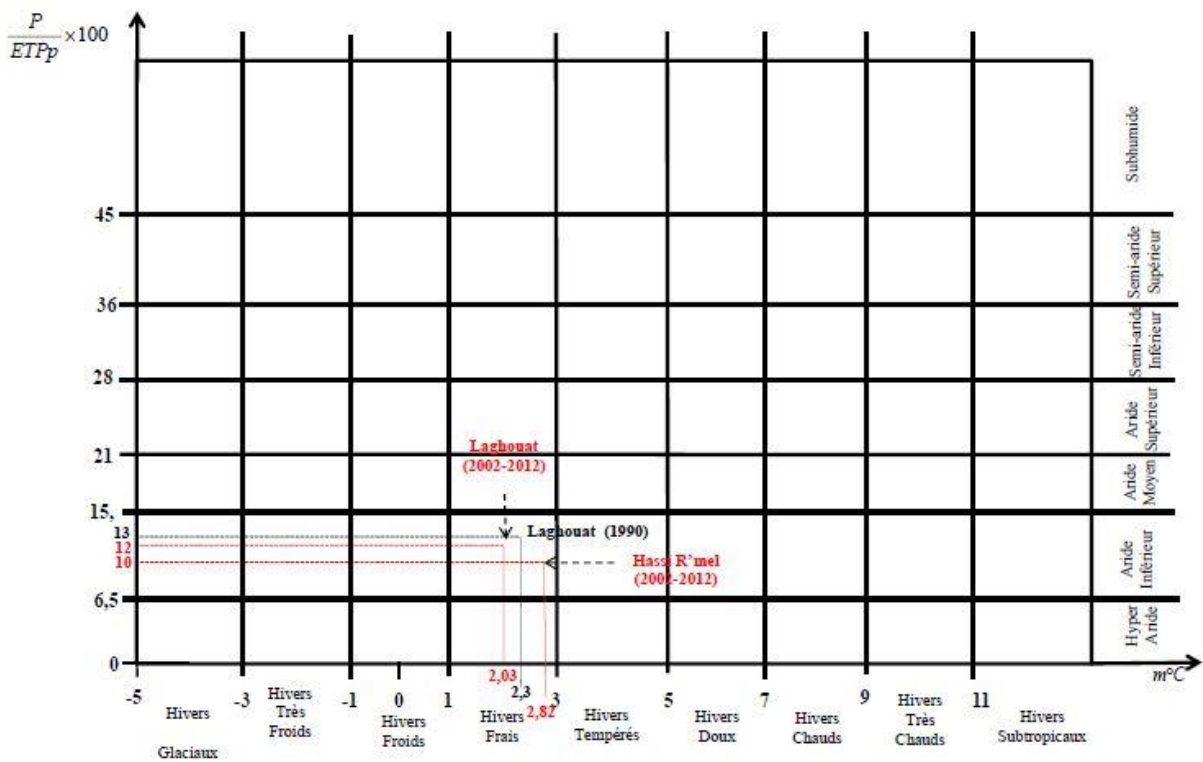 P
ETPp
×100
Subhumide
45
Semi-aride
Supérieur
36
Semi-aride
Inférieur
28
Aride
Supérieur
21
Laghouat
(2002-2012)
Aride
Moyen
15,
13
Laghouat (1990)
12
10
Hassi R'mel
(2002-2012)
Aride
Inférieur
6,5
Hyper
Aride
0
m°C
2,03
2,3
2,82
-5 -3 -1 0 1 3 5 7 9 11
Hivers
Glaciaux
Hivers
Très
Froids
Hivers
Froids
Hivers
Frais
Hivers
Tempérés
Hivers
Doux
Hivers
Chauds
Hivers
Très
Chauds
Hivers
Subtropicaux